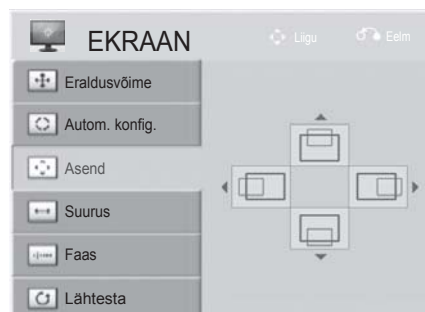 EKRAAN
Liigu
Eelm
Eraldusvõime
Autom. konfig.
Asend
Suurus
Faas
Lähtesta